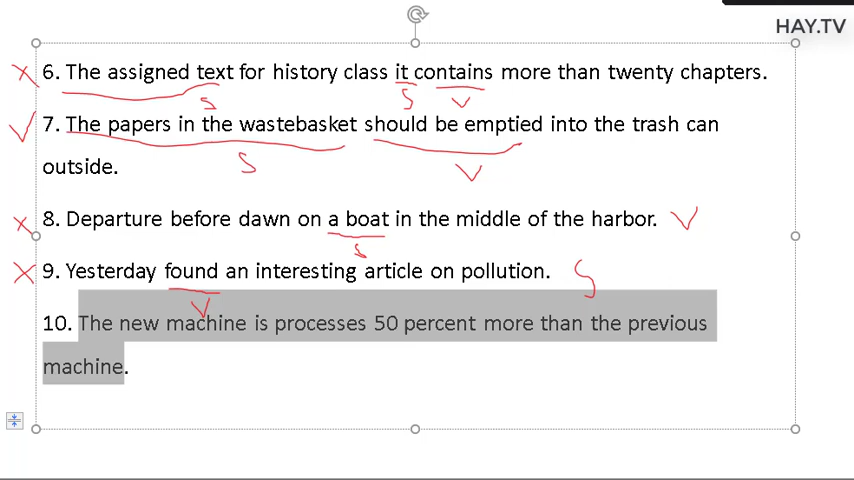 HAY.TV
X 6. The assigned text for history class it contains more than twenty chapters.
S S V
V 7. The papers in the wastebasket should be emptied into the trash can
outside.
S V
X 8. Departure before dawn on a boat in the middle of the harbor. V
S
X 9. Yesterday found an interesting article on pollution. S
V
10. The new machine is processes 50 percent more than the previous
machine.